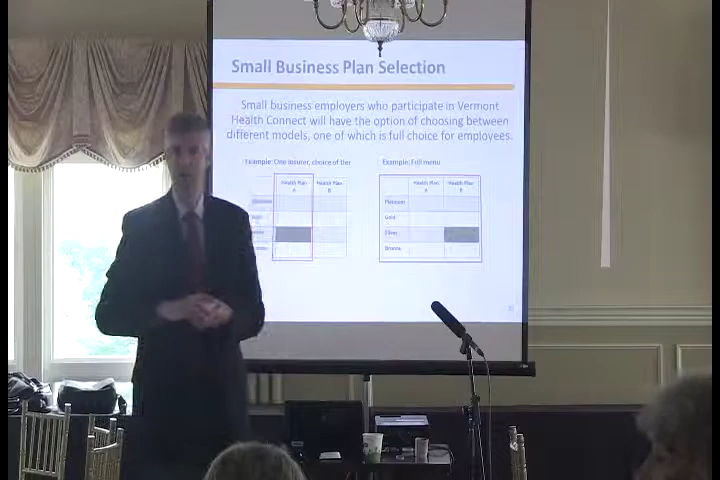 Small Business Plan Selection
Small business employers who participate in Vermont
Health Connect will have the option of choosing between
different models, one of which is full choice for employees.
Example: One insurer, choice of tier
Example: Full menu
Health Plan A
Health Plan B
Health Plan A
Health Plan B
Platinum
Gold
Silver
Bronze